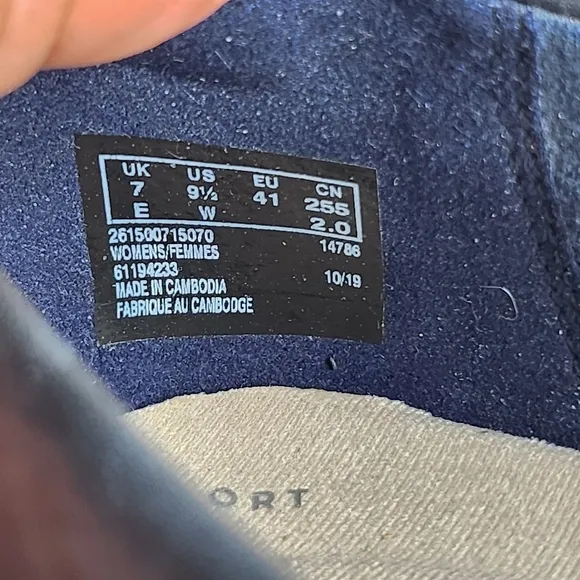 UK US EU CN
7 9½ 41 255
E W 2.0
261500715070 14786
WOMENS/FEMMES
61194233 10/19
MADE IN CAMBODIA
FABRIQUE AU CAMBODGE
ORT